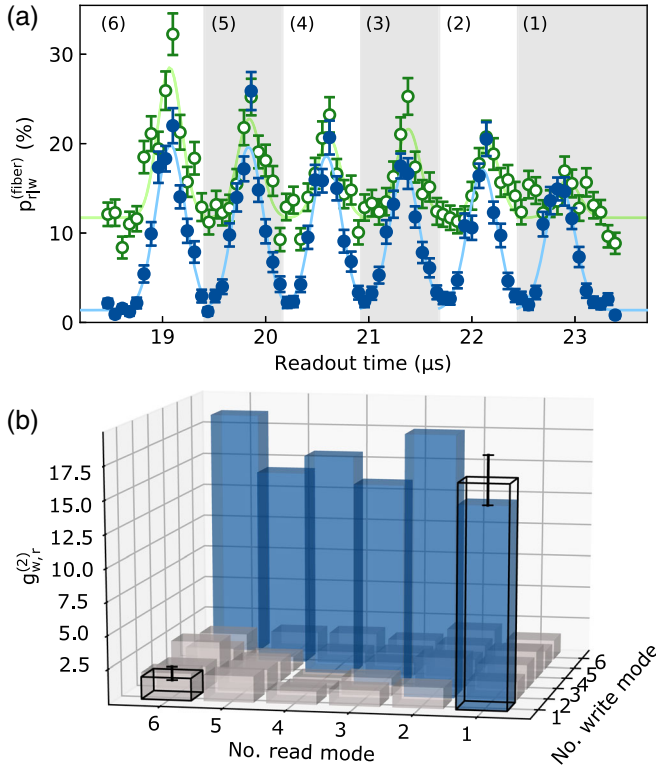 (a)
(6) (5) (4) (3) (2) (1)
30
20
10
0
p_{r|w}^{(fiber)} (%)
19 20 21 22 23
Readout time (μs)
(b)
17.5
15.0
12.5
10.0
7.5
5.0
2.5
g_{w,r}^{(2)}
6 5 4 3 2 1
No. read mode
1 2 3 4 5 6
No. write mode